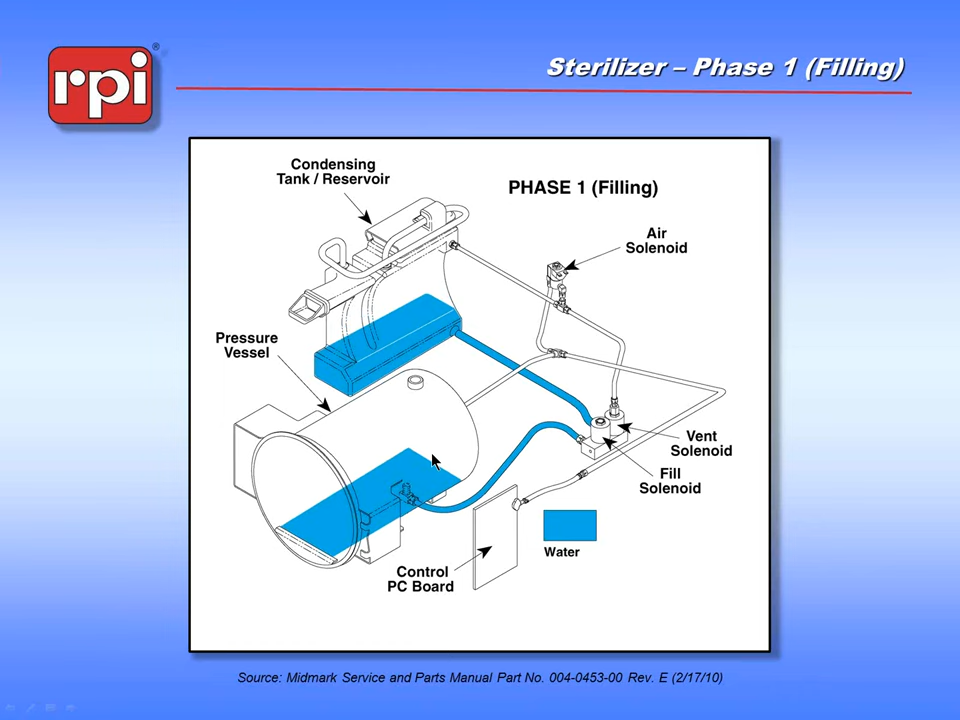 rpi®
Sterilizer – Phase 1 (Filling)
Condensing
Tank / Reservoir
PHASE 1 (Filling)
Air
Solenoid
Pressure
Vessel
Vent
Solenoid
Fill
Solenoid
Water
Control
PC Board
Source: Midmark Service and Parts Manual Part No. 004-0453-00 Rev. E (2/17/10)